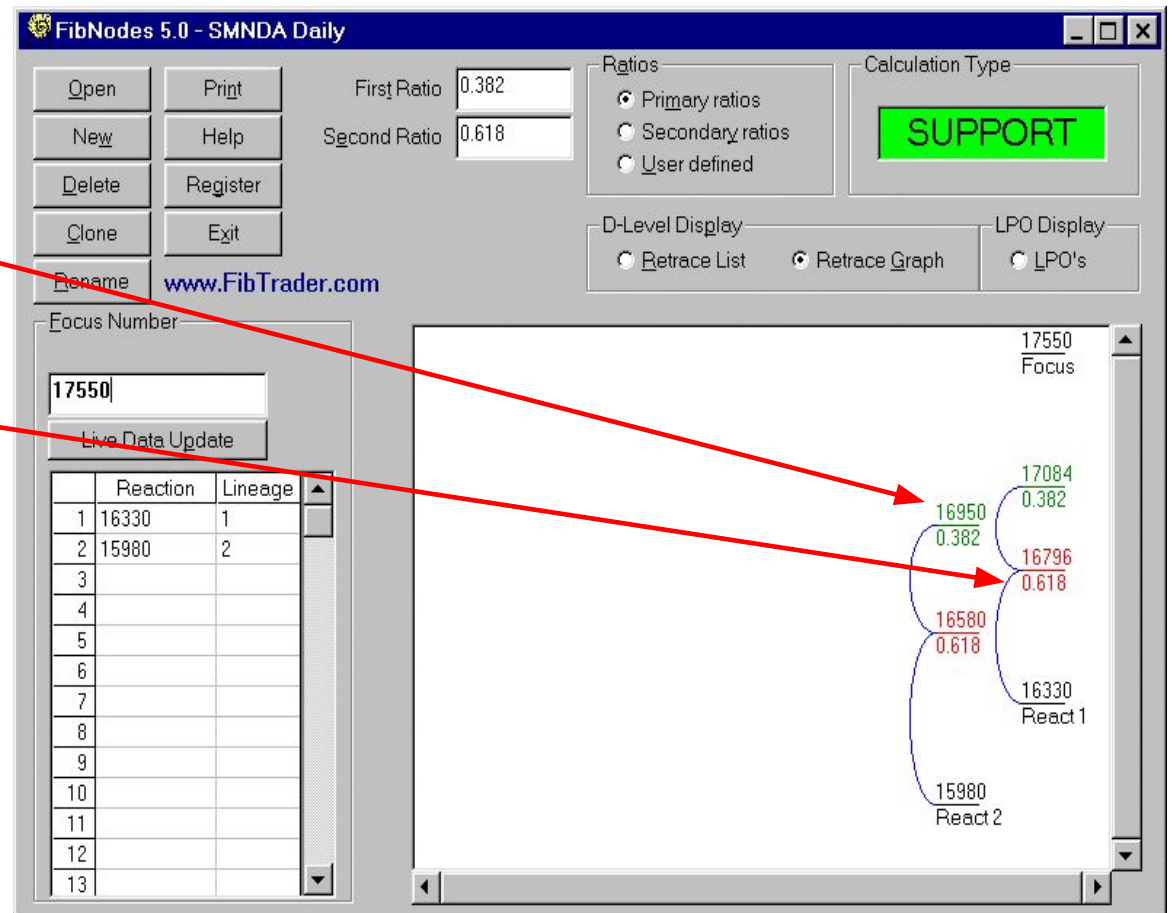 FibNodes 5.0 - SMNDA Daily
Open
Print
New
Help
Delete
Register
Clone
Exit
Rename
www.FibTrader.com
First Ratio 0.382
Second Ratio 0.618
Ratios
Primary ratios
Secondary ratios
User defined
Calculation Type
SUPPORT
D-Level Display
Retrace List
Retrace Graph
LPO Display
LPO's
Focus Number
17550
Live Data Update
Reaction Lineage
1 16330 1
2 15980 2
3
4
5
6
7
8
9
10
11
12
13
17550
Focus
17084
0.382
16950
0.382
16796
0.618
16580
0.618
16330
React 1
15980
React 2